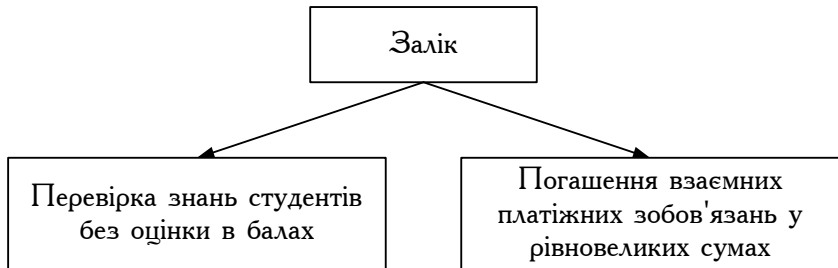 Залік
Перевірка знань студентів
без оцінки в балах
Погашення взаємних
платіжних зобов'язань у
рівновеликих сумах